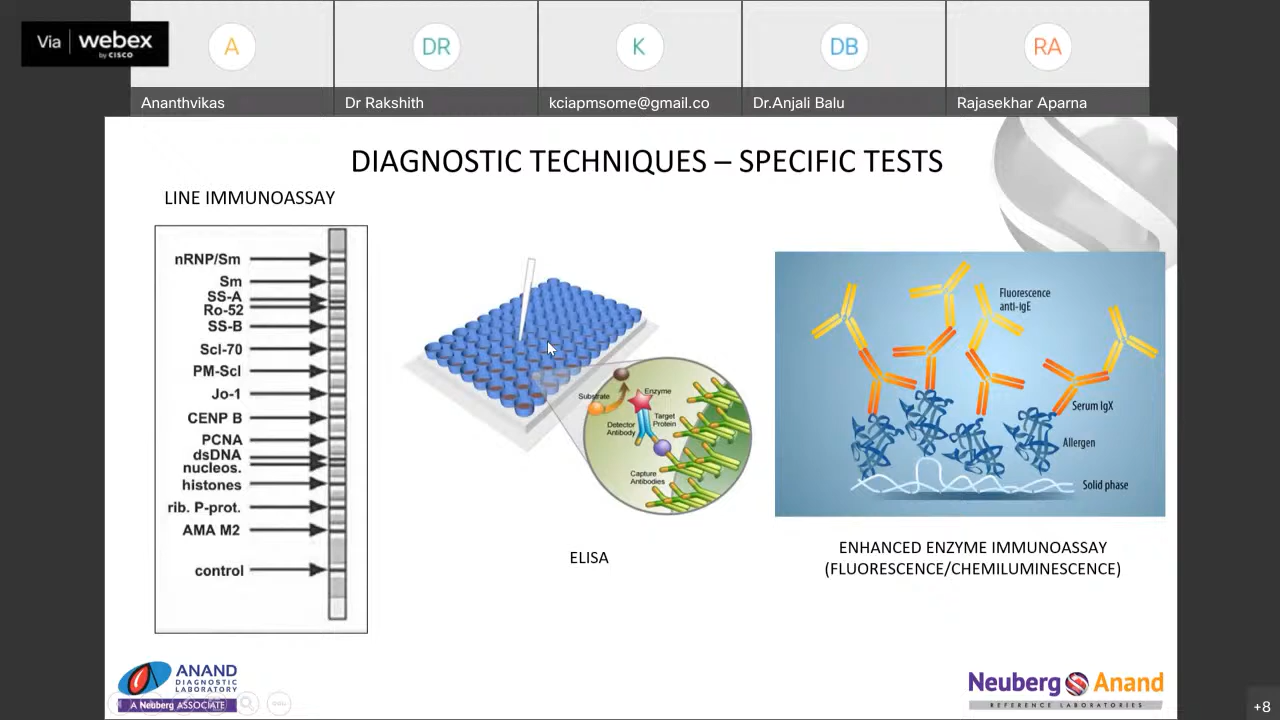 Via webex
by CISCO
A
DR
K
DB
RA
Ananthvikas
Dr Rakshith
kciapmsome@gmail.co
Dr.Anjali Balu
Rajasekhar Aparna
DIAGNOSTIC TECHNIQUES – SPECIFIC TESTS
LINE IMMUNOASSAY
nRNP/Sm
Sm
SS-A
Ro-52
SS-B
Scl-70
PM-Scl
Jo-1
CENP B
PCNA
dsDNA
nucleos.
histones
rib. P-prot.
AMA M2
control
Substrate
Enzyme
Detector
Antibody
Target
Protein
Capture
Antibodies
ELISA
Fluorescence
anti-IgE
Serum IgX
Allergen
Solid phase
ENHANCED ENZYME IMMUNOASSAY
(FLUORESCENCE/CHEMILUMINESCENCE)
ANAND
DIAGNOSTIC
LABORATORY
A Neuberg ASSOCIATE
Neuberg Anand
REFERENCE LABORATORIES
+8